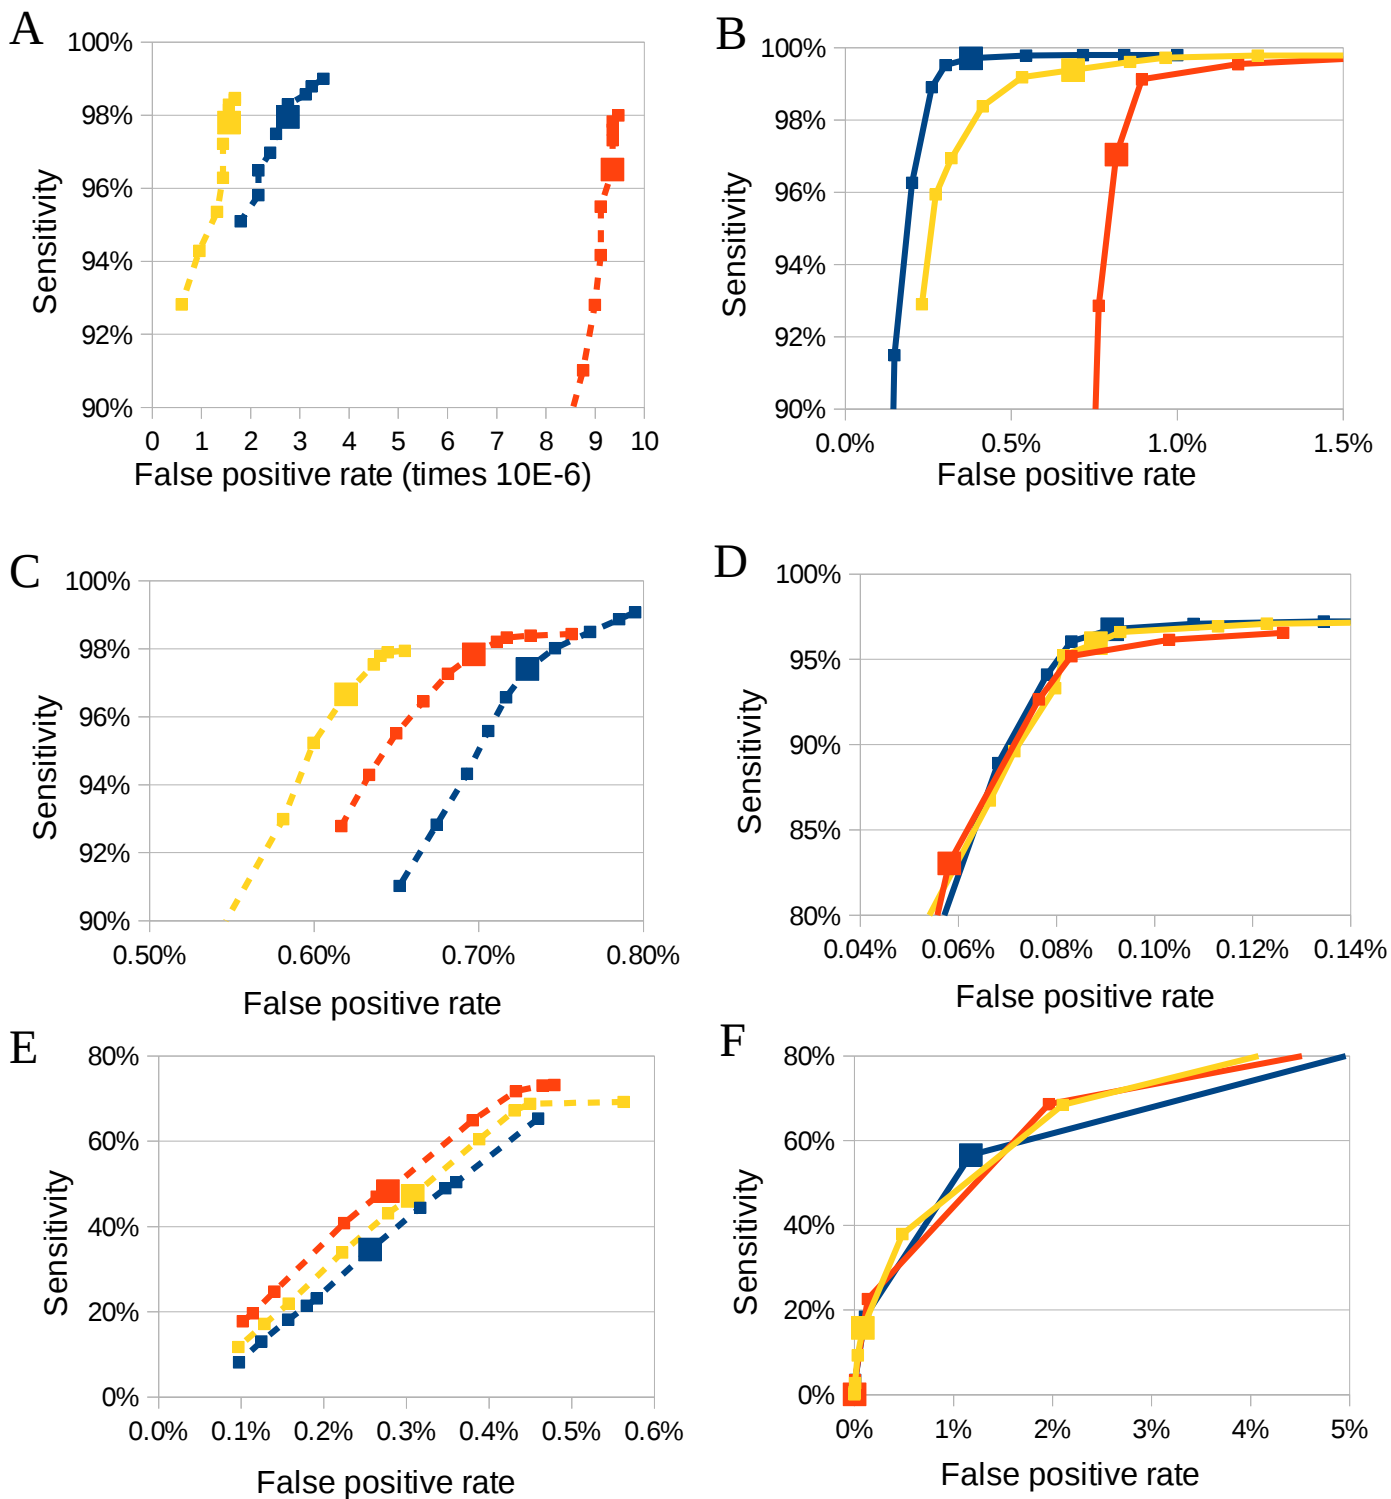 A
100%
98%
96%
94%
92%
90%
Sensitivity
0 1 2 3 4 5 6 7 8 9 10
False positive rate (times 10E-6)
B
100%
98%
96%
94%
92%
90%
Sensitivity
0.0% 0.5% 1.0% 1.5%
False positive rate
C
100%
98%
96%
94%
92%
90%
Sensitivity
0.50% 0.60% 0.70% 0.80%
False positive rate
D
100%
95%
90%
85%
80%
Sensitivity
0.04% 0.06% 0.08% 0.10% 0.12% 0.14%
False positive rate
E
80%
60%
40%
20%
0%
Sensitivity
0.0% 0.1% 0.2% 0.3% 0.4% 0.5% 0.6%
False positive rate
F
80%
60%
40%
20%
0%
Sensitivity
0% 1% 2% 3% 4% 5%
False positive rate